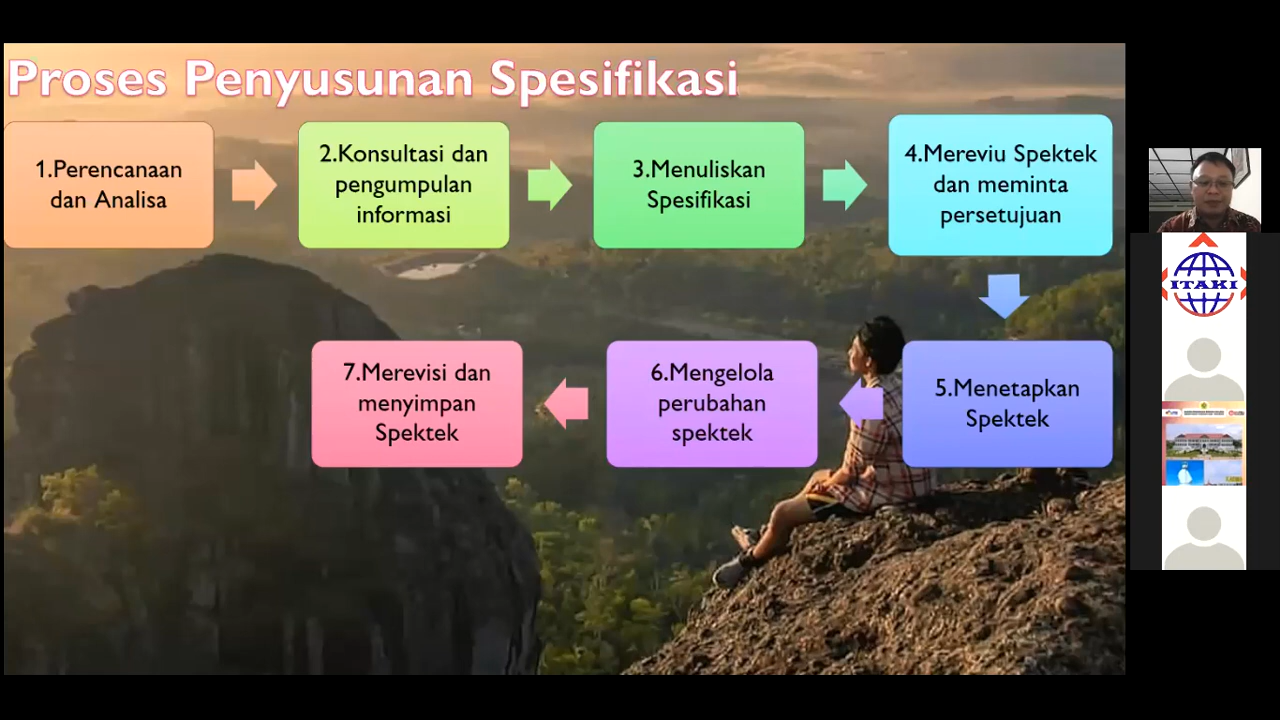 Proses Penyusunan Spesifikasi
1.Perencanaan
dan Analisa
2.Konsultasi dan
pengumpulan
informasi
3.Menuliskan
Spesifikasi
4.Mereviu Spektek
dan meminta
persetujuan
5.Menetapkan
Spektek
6.Mengelola
perubahan
spektek
7.Merevisi dan
menyimpan
Spektek
ITAKI